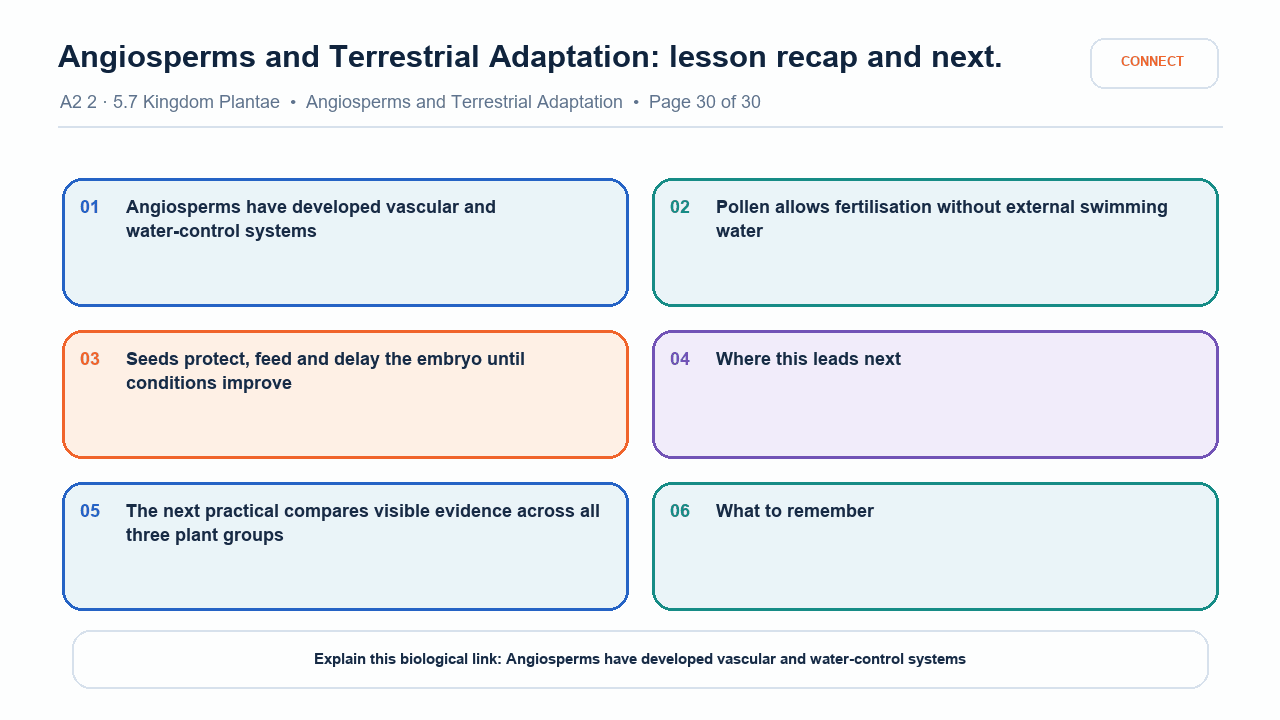 Angiosperms and Terrestrial Adaptation: lesson recap and next.
CONNECT
A2 2 · 5.7 Kingdom Plantae • Angiosperms and Terrestrial Adaptation • Page 30 of 30
01 Angiosperms have developed vascular and
water-control systems
02 Pollen allows fertilisation without external swimming
water
03 Seeds protect, feed and delay the embryo until
conditions improve
04 Where this leads next
05 The next practical compares visible evidence across all
three plant groups
06 What to remember
Explain this biological link: Angiosperms have developed vascular and water-control systems